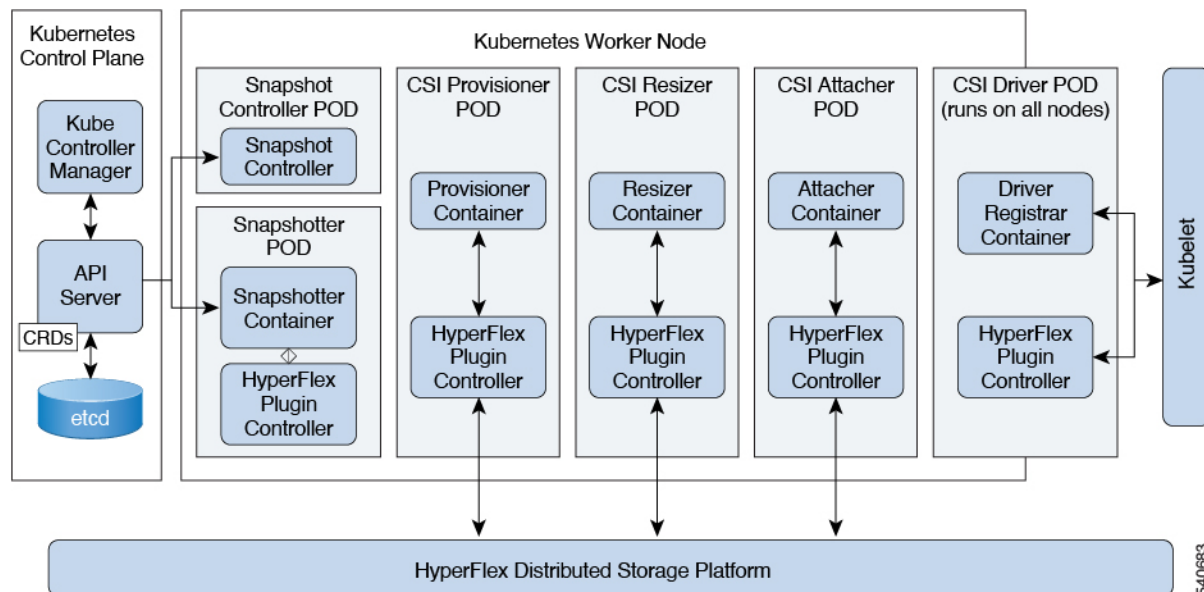 Kubernetes
Control Plane
Kube
Controller
Manager
API
Server
CRDs
etcd
Kubernetes Worker Node
Snapshot
Controller POD
Snapshot
Controller
Snapshotter
POD
Snapshotter
Container
HyperFlex
Plugin
Controller
CSI Provisioner
POD
Provisioner
Container
HyperFlex
Plugin
Controller
CSI Resizer
POD
Resizer
Container
HyperFlex
Plugin
Controller
CSI Attacher
POD
Attacher
Container
HyperFlex
Plugin
Controller
CSI Driver POD
(runs on all nodes)
Driver
Registrar
Container
HyperFlex
Plugin
Controller
Kubelet
HyperFlex Distributed Storage Platform